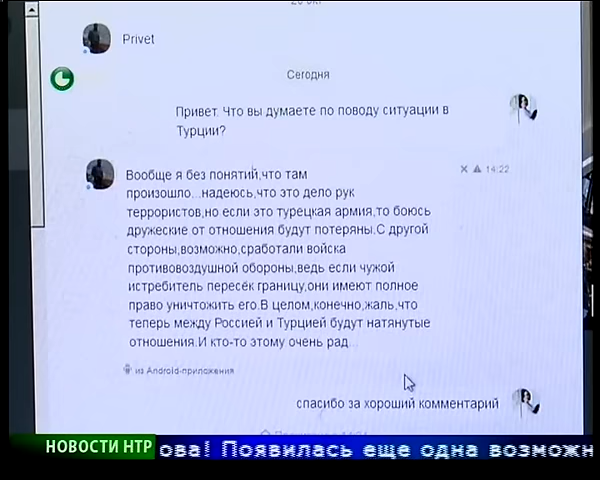 Privet
Сегодня
Привет. Что вы думаете по поводу ситуации в
Турции?
Вообще я без понятий,что там
произошло...надеюсь,что это дело рук
террористов,но если это турецкая армия,то боюсь
дружеские от отношения будут потеряны.С другой
стороны,возможно,сработали войска
противовоздушной обороны,ведь если чужой
истребитель пересёк границу,они имеют полное
право уничтожить его.В целом,конечно,жаль,что
теперь между Россией и Турцией будут натянутые
отношения.И кто-то этому очень рад...
14:22
из Android-приложения
спасибо за хороший комментарий
НОВОСТИ НТР
ова! Появилась еще одна возможн